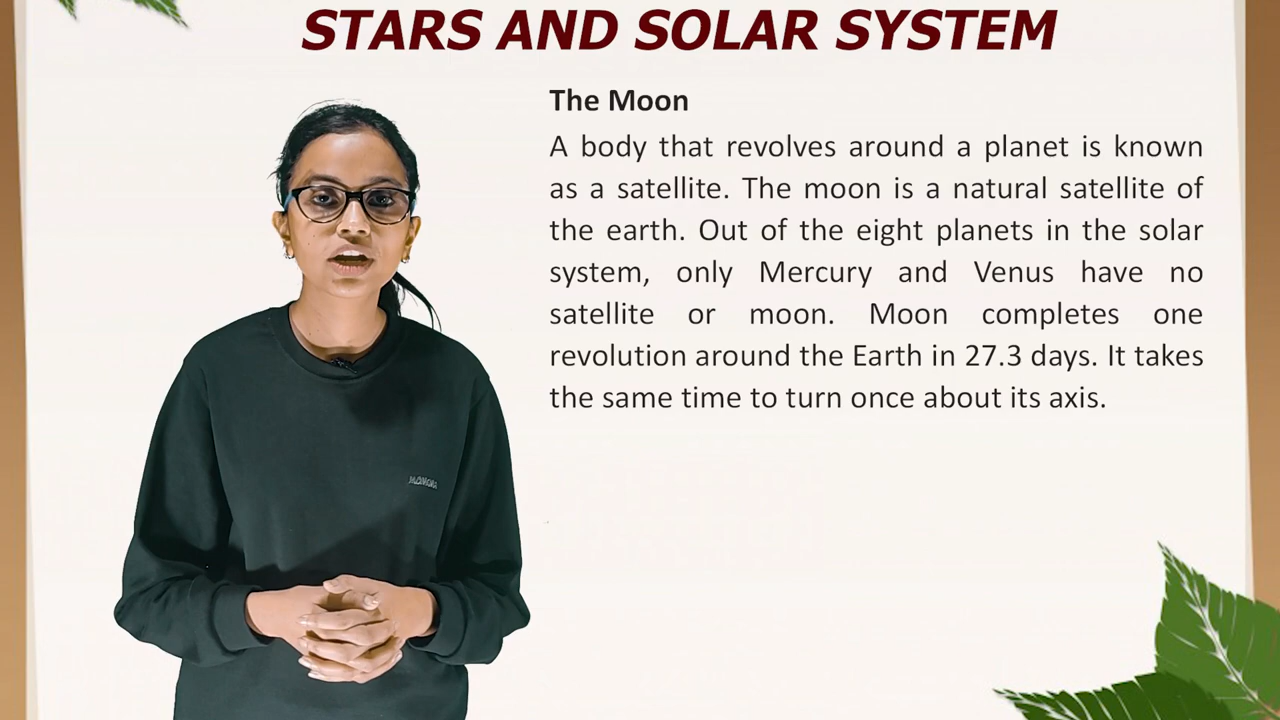 STARS AND SOLAR SYSTEM
The Moon
A body that revolves around a planet is known
as a satellite. The moon is a natural satellite of
the earth. Out of the eight planets in the solar
system, only Mercury and Venus have no
satellite or moon. Moon completes one
revolution around the Earth in 27.3 days. It takes
the same time to turn once about its axis.